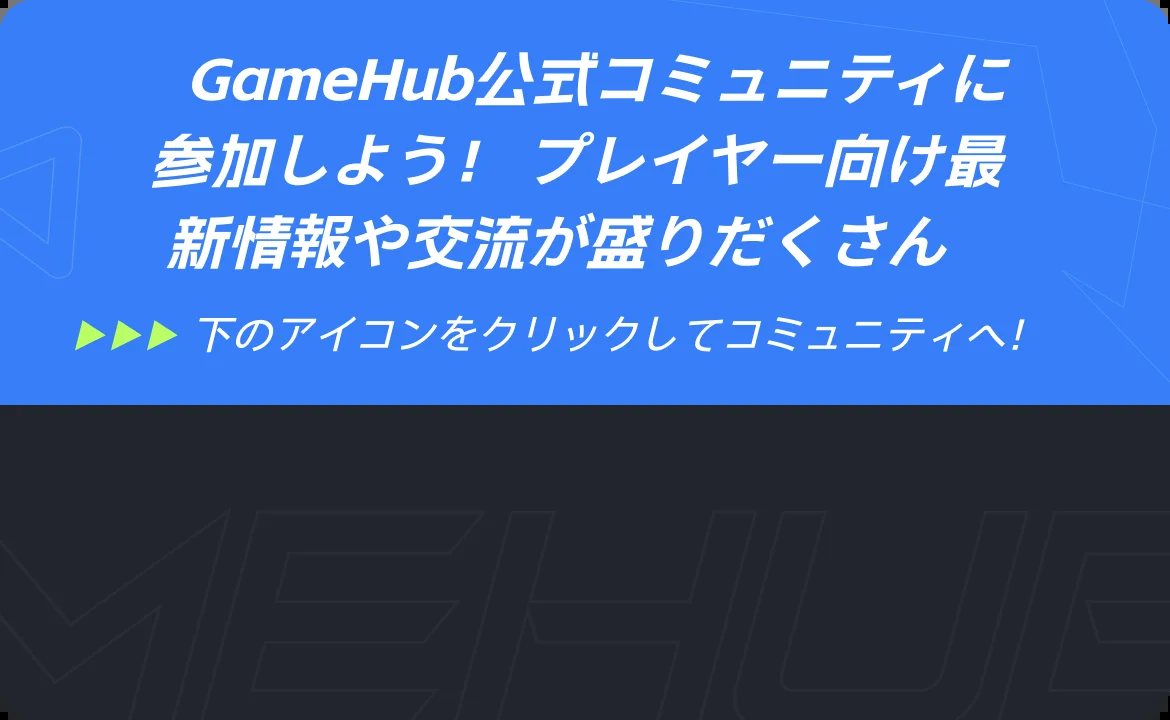 GameHub公式コミュニティに
参加しよう！ プレイヤー向け最
新情報や交流が盛りだくさん
下のアイコンをクリックしてコミュニティへ！
MEHUB